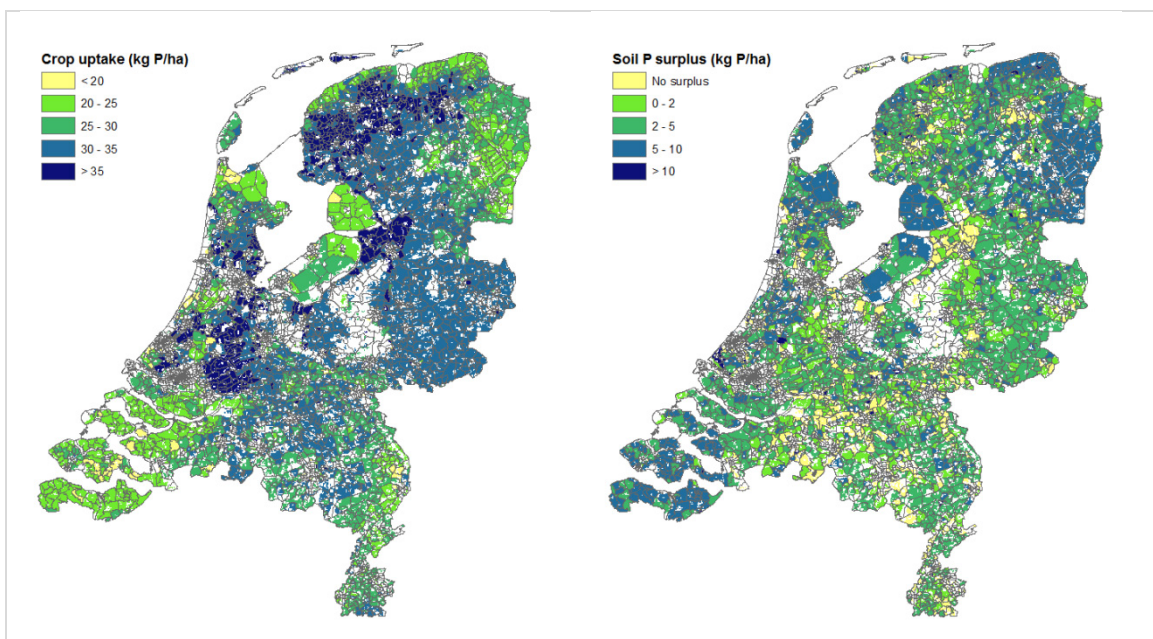 Crop uptake (kg P/ha)
< 20
20 - 25
25 - 30
30 - 35
> 35
Soil P surplus (kg P/ha)
No surplus
0 - 2
2 - 5
5 - 10
> 10